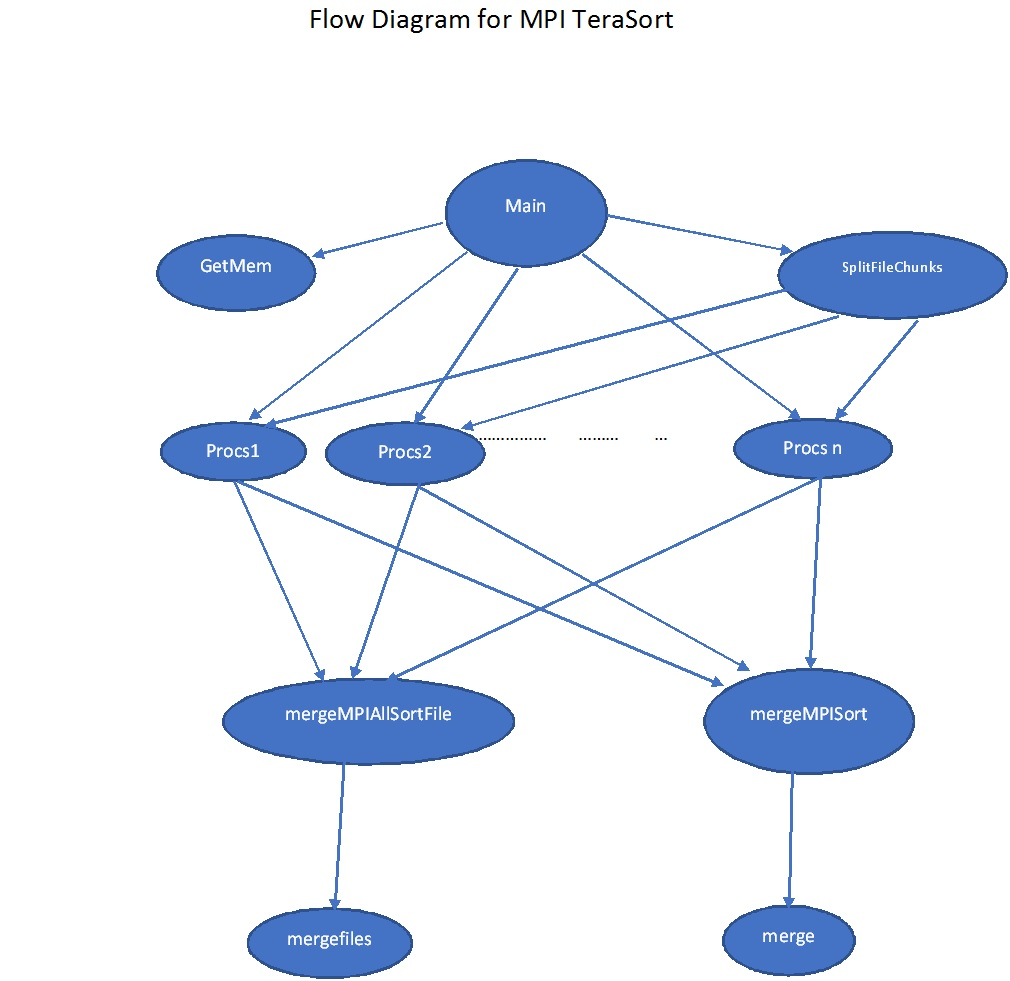 Flow Diagram for MPI TeraSort
Main
GetMem
SplitFileChunks
Procs1
Procs2
............... ......... ...
Procs n
mergeMPIAllSortFile
mergeMPISort
mergefiles
merge